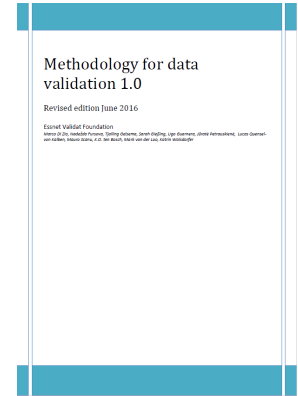 Methodology for data
validation 1.0
Revised edition June 2016
Essnet Validat Foundation
Marco Di Zio, Nadežda Fursova, Tjalling Gelsema, Sarah Gießing, Ugo Guarnera, Jūratė Petrauskienė, Lucas Quensel-
von Kalben, Mauro Scanu, K.O. ten Bosch, Mark van der Loo, Katrin Walsdorfer